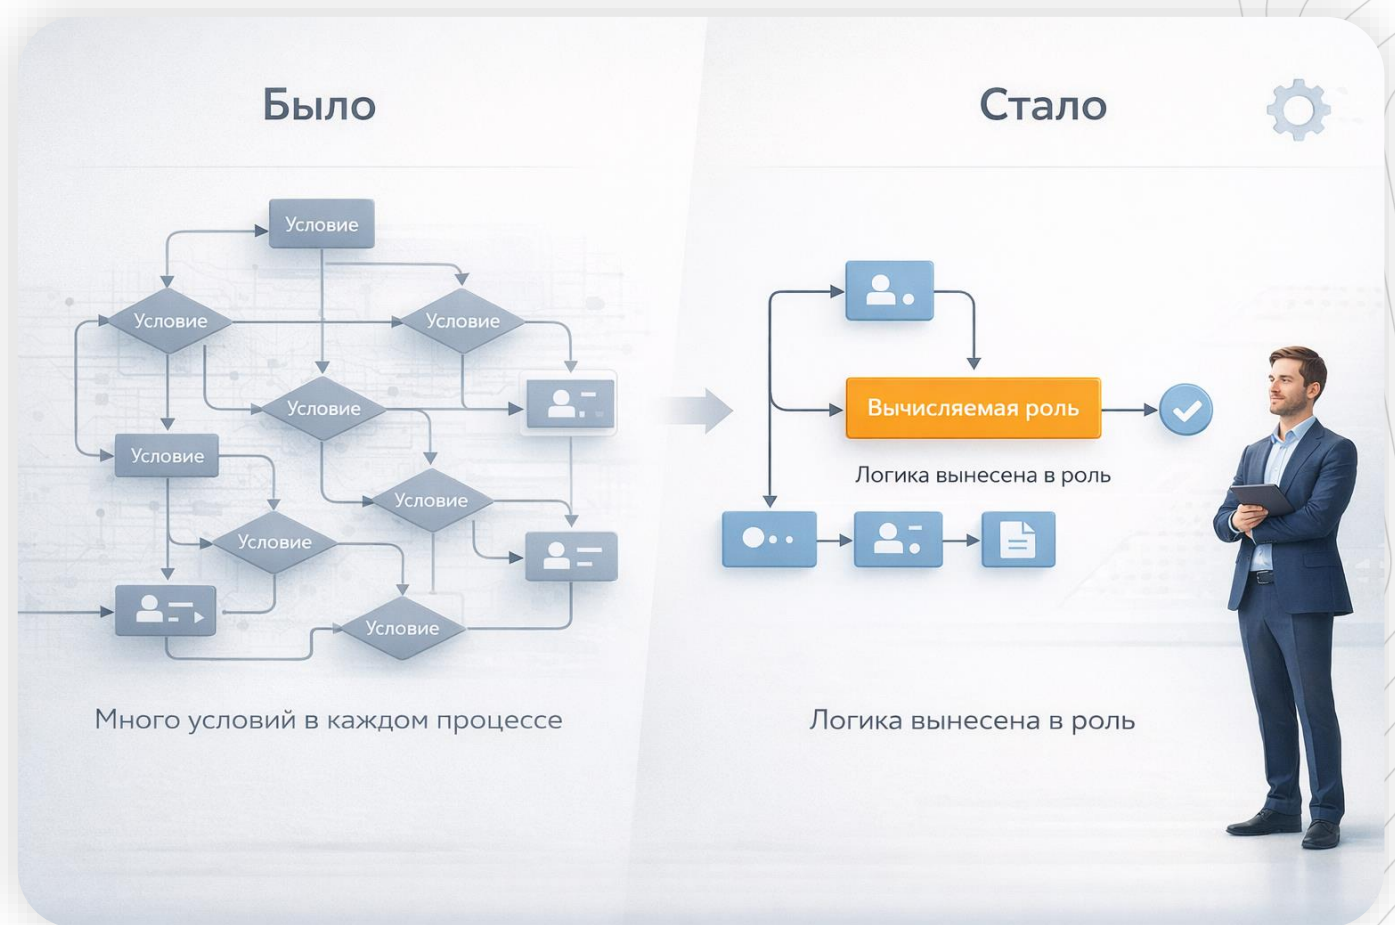 Было
Условие
Условие
Условие
Условие
Условие
Условие
Условие
Условие
Много условий в каждом процессе
Стало
Вычисляемая роль
Логика вынесена в роль
Логика вынесена в роль